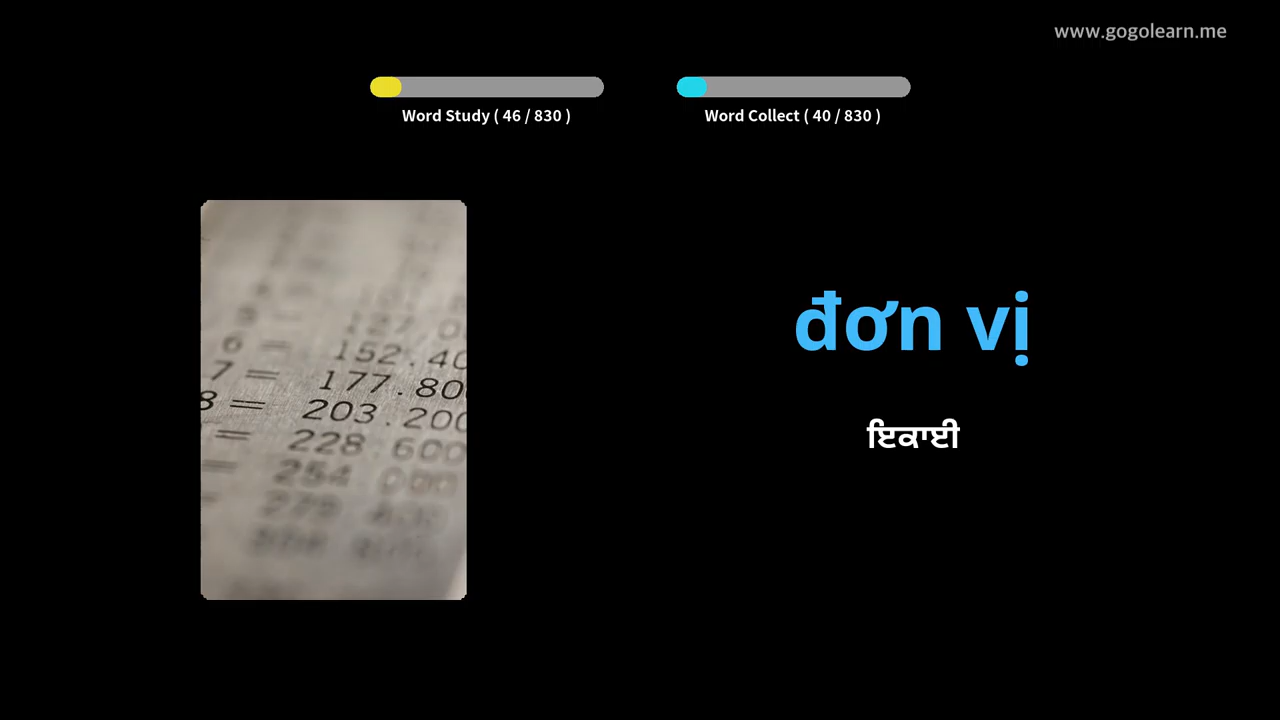 www.gogolearn.me
Word Study ( 46 / 830 )
Word Collect ( 40 / 830 )
6 = 152.40
7 = 177.80
8 = 203.200
= 228.600
254
đơn vị
ਇਕਾਈ